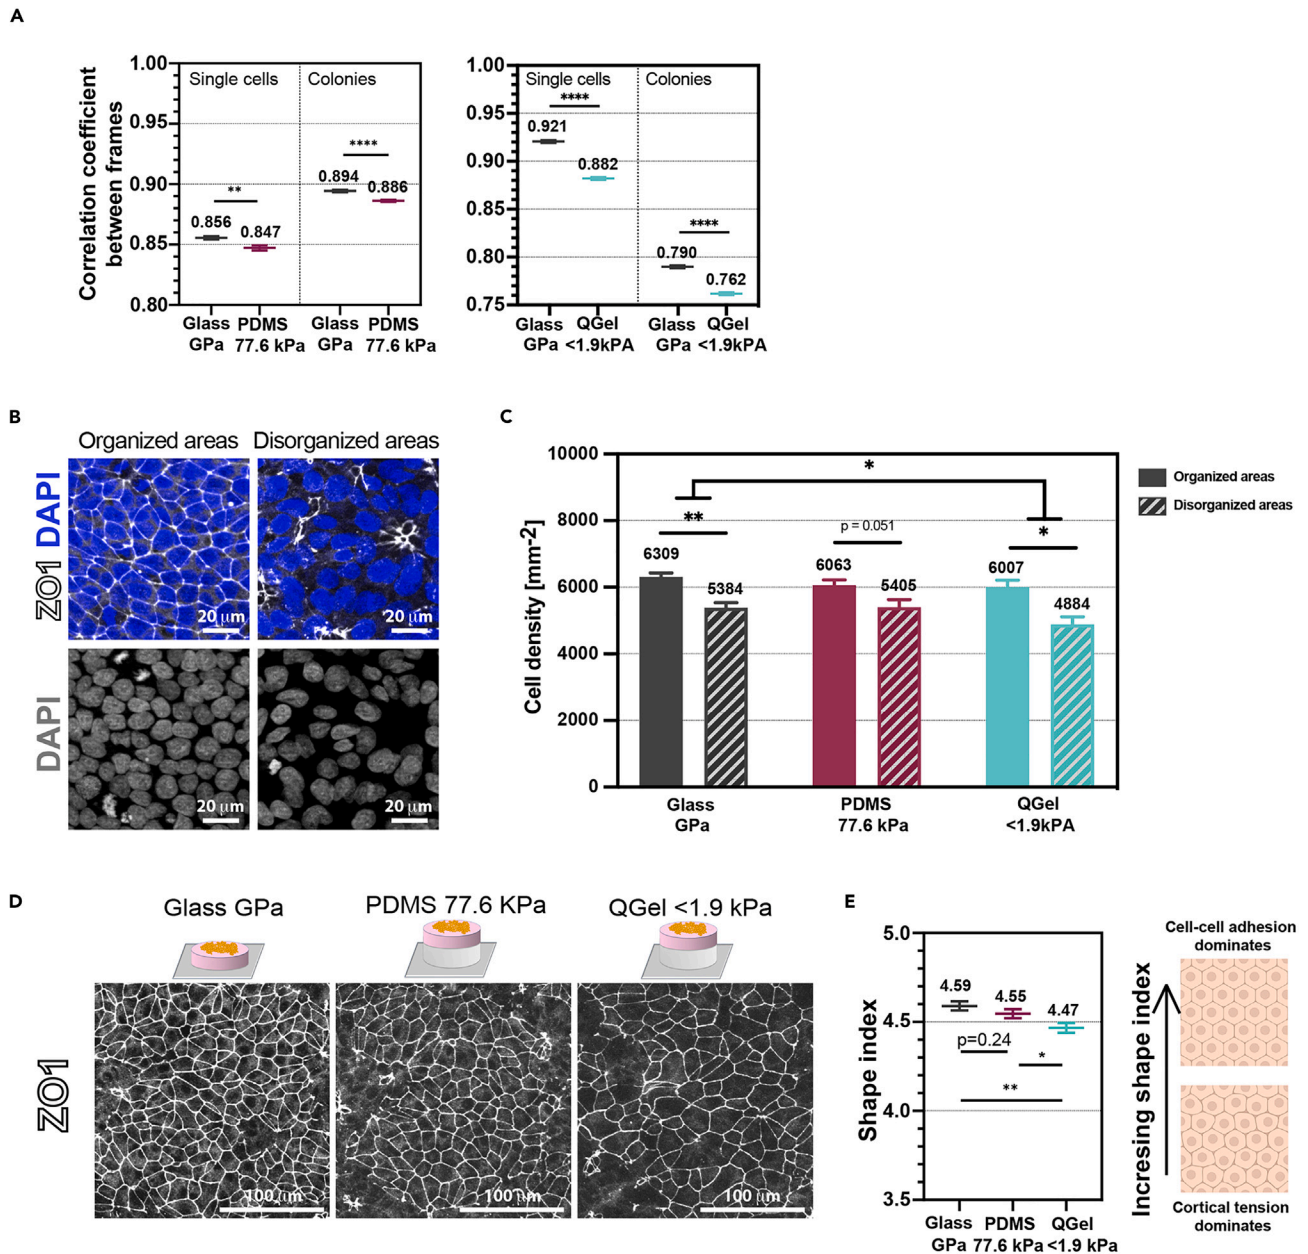 A
Correlation coefficient
between frames
1.00
0.95
0.90
0.85
0.80
Single cells
Colonies
**
****
0.856
0.847
0.894
0.886
Glass
GPa
PDMS
77.6 kPa
Glass
GPa
PDMS
77.6 kPa
1.00
0.95
0.90
0.85
0.80
0.75
Single cells
Colonies
****
0.921
0.882
****
0.790
0.762
Glass
GPa
QGel
<1.9kPA
Glass
GPa
QGel
<1.9kPA
B
Organized areas
Disorganized areas
ZO1 DAPI
20 μm
20 μm
DAPI
20 μm
20 μm
C
Cell density [mm-2]
10000
8000
6000
4000
2000
0
*
**
p = 0.051
*
6309
5384
6063
5405
6007
4884
Glass
GPa
PDMS
77.6 kPa
QGel
<1.9kPA
Organized areas
Disorganized areas
D
Glass GPa
PDMS 77.6 KPa
QGel <1.9 kPa
ZO1
100 μm
100 μm
100 μm
E
Shape index
5.0
4.5
4.0
3.5
4.59
4.55
4.47
p=0.24
*
**
Glass
GPa
PDMS
77.6 kPa
QGel
<1.9 kPa
Incresing shape index
Cell-cell adhesion
dominates
Cortical tension
dominates